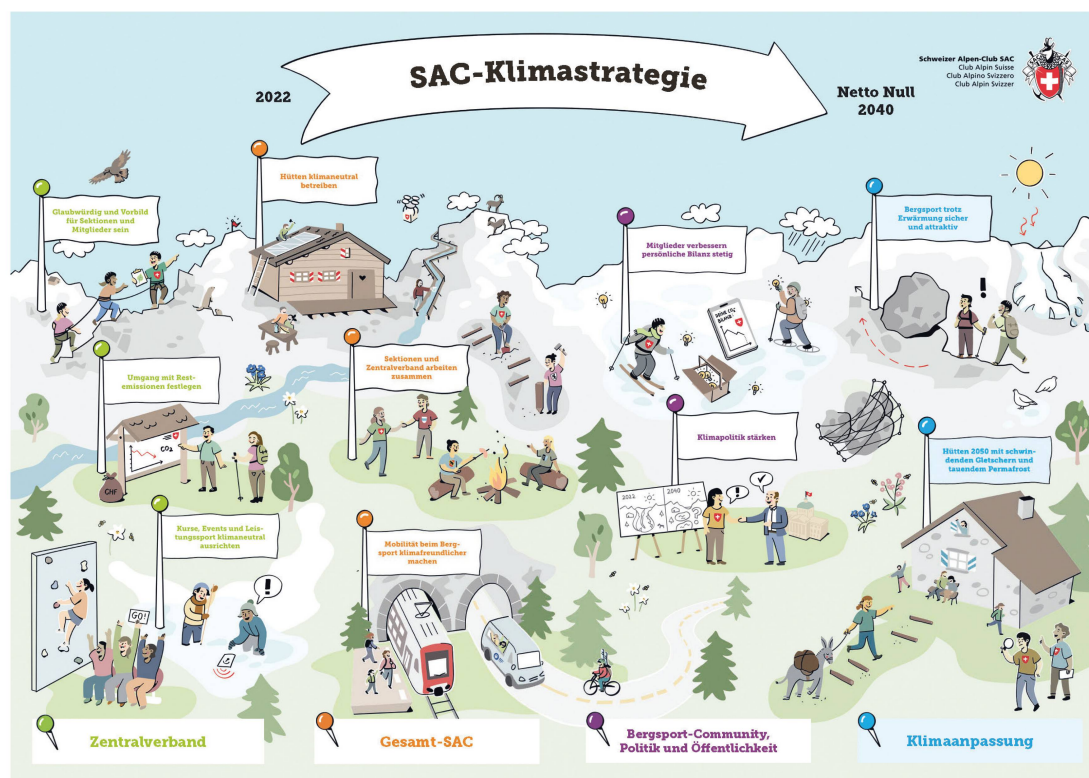 SAC-Klimastrategie
2022
Netto Null
2040
Schweizer Alpen-Club SAC
Club Alpin Suisse
Club Alpino Svizzero
Club Alpin Svizzer
Hütten klimaneutral
betreiben
Glaubwürdig und Vorbild
für Sektionen und
Mitglieder sein
Mitglieder verbessern
persönliche Bilanz stetig
Bergsport trotz
Erwärmung sicher
und attraktiv
DEINE CO2
BILANZ
!
Umgang mit Rest-
emissionen festlegen
Sektionen und
Zentralverband arbeiten
zusammen
Klimapolitik stärken
Hütten 2050 mit schwin-
denden Gletschern und
tauendem Permafrost
CO2
CHF
2022
2040
!
Kurse, Events und Leis-
tungssport klimaneutral
ausrichten
Mobilität beim Berg-
sport klimafreundlicher
machen
!
GO!
Zentralverband
Gesamt-SAC
Bergsport-Community,
Politik und Öffentlichkeit
Klimaanpassung